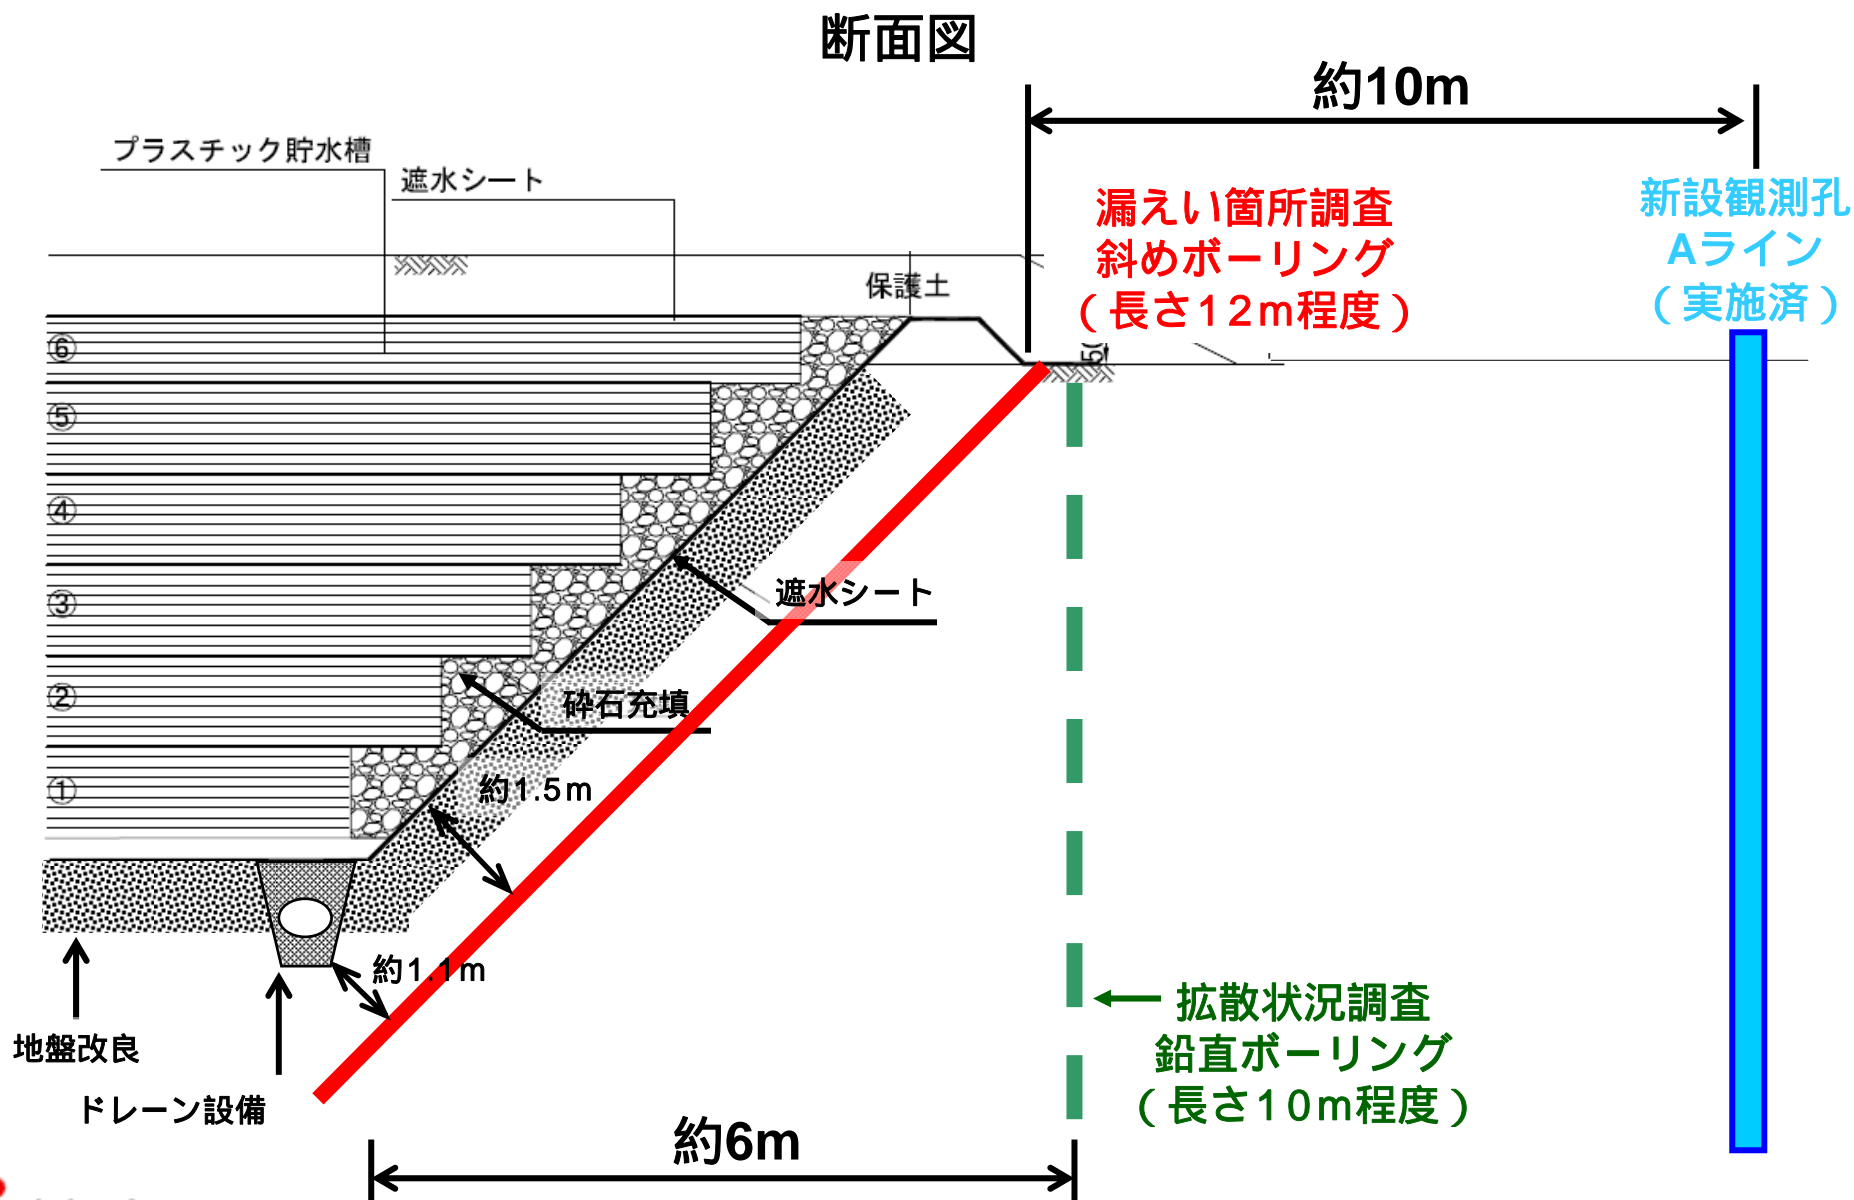 断面図
約10m
プラスチック貯水槽
遮水シート
漏えい箇所調査
斜めボーリング
（長さ12m程度）
新設観測孔
Aライン
（実施済）
保護土
⑥
⑤
④
③
②
①
遮水シート
砕石充填
約1.5m
約1.1m
地盤改良
ドレーン設備
拡散状況調査
鉛直ボーリング
（長さ10m程度）
約6m